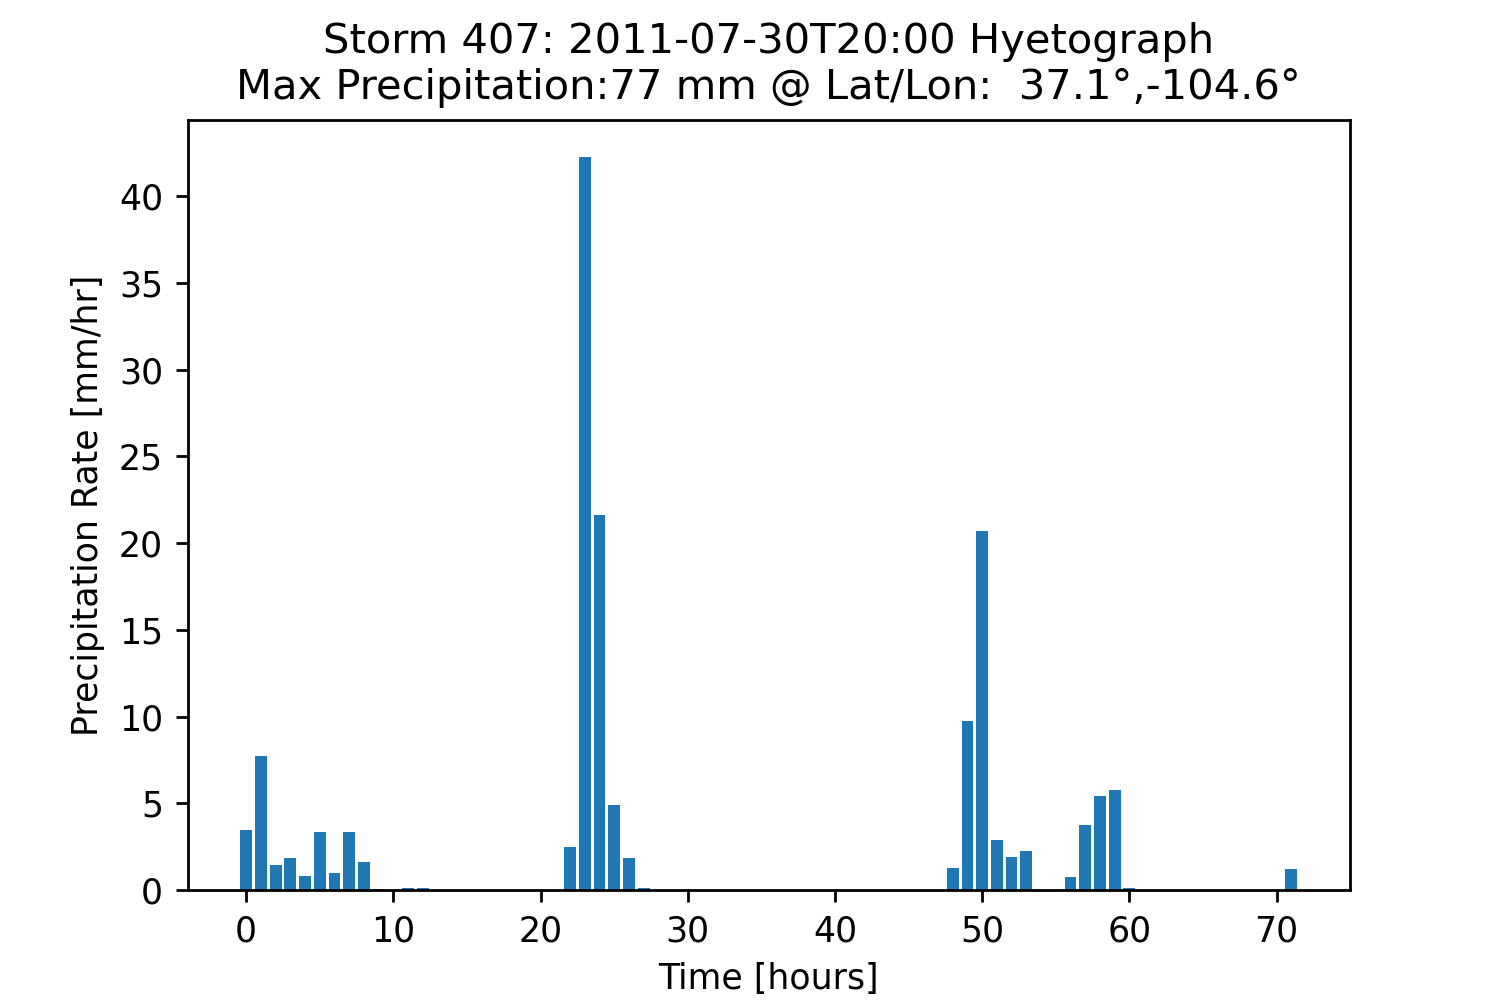 Storm 407: 2011-07-30T20:00 Hyetograph
Max Precipitation:77 mm @ Lat/Lon:  37.1°,-104.6°
Precipitation Rate [mm/hr]
40
35
30
25
20
15
10
5
0
0 10 20 30 40 50 60 70
Time [hours]